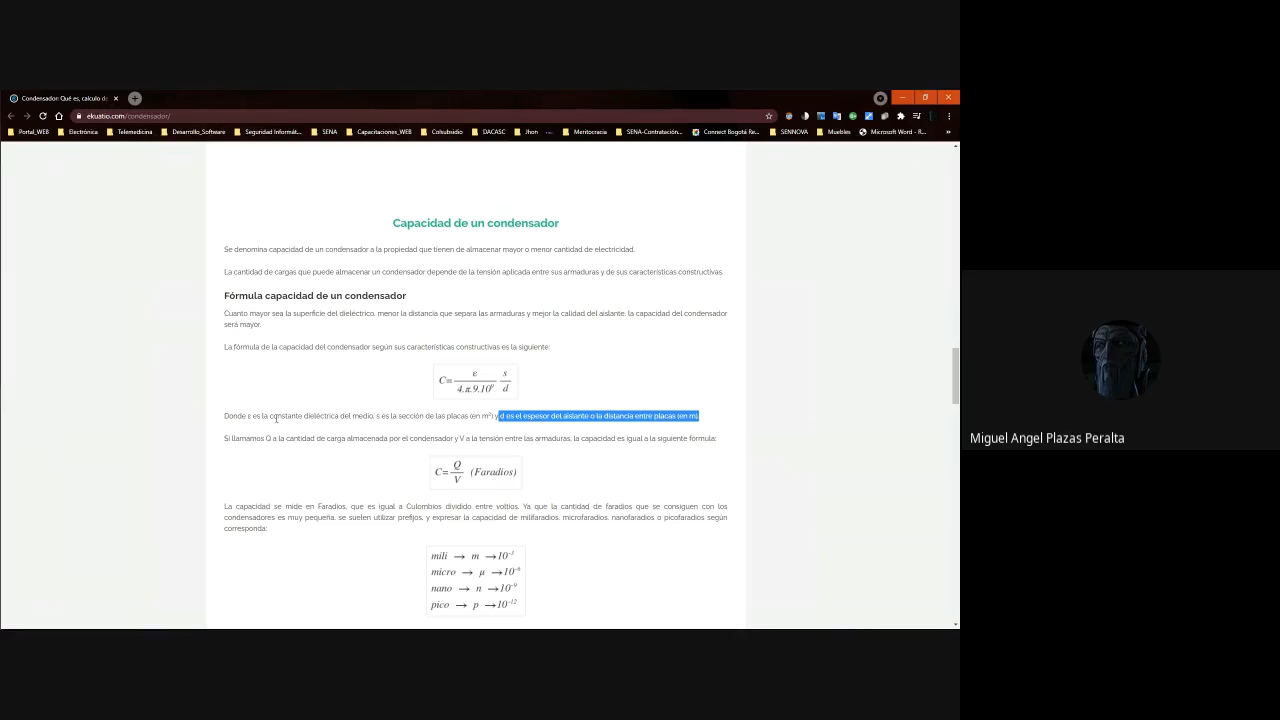 Condensador: Qué es, calculo de
ekuatio.com/condensador/
Portal_WEB Electrónica Telemedicina Desarrollo_Software Seguridad Informát... SENA Capacitaciones_WEB Colsubsidio DACASC Jhon ... Meritocracia SENA-Contratación... Connect Bogotá Re... SENNOVA Muebles Microsoft Word - R... »
Capacidad de un condensador
Se denomina capacidad de un condensador a la propiedad que tienen de almacenar mayor o menor cantidad de electricidad.
La cantidad de cargas que puede almacenar un condensador depende de la tensión aplicada entre sus armaduras y de sus características constructivas.
Fórmula capacidad de un condensador
Cuanto mayor sea la superficie del dieléctrico, menor la distancia que separa las armaduras y mejor la calidad del aislante, la capacidad del condensador
será mayor.
La fórmula de la capacidad del condensador según sus características constructivas es la siguiente:
C= ε / 4.π.9.10⁹ s / d
Donde ε es la constante dieléctrica del medio, s es la sección de las placas (en m²) y d es el espesor del aislante o la distancia entre placas (en m).
Si llamamos Q a la cantidad de carga almacenada por el condensador y V a la tensión entre las armaduras, la capacidad es igual a la siguiente fórmula:
C= Q / V (Faradios)
La capacidad se mide en Faradios, que es igual a Culombios dividido entre voltios. Ya que la cantidad de faradios que se consiguen con los
condensadores es muy pequeña, se suelen utilizar prefijos, y expresar la capacidad de milifaradios, microfaradios, nanofaradios o picofaradios según
corresponda:
mili → m →10⁻³
micro → μ →10⁻⁶
nano → n →10⁻⁹
pico → p →10⁻¹²
Miguel Angel Plazas Peralta